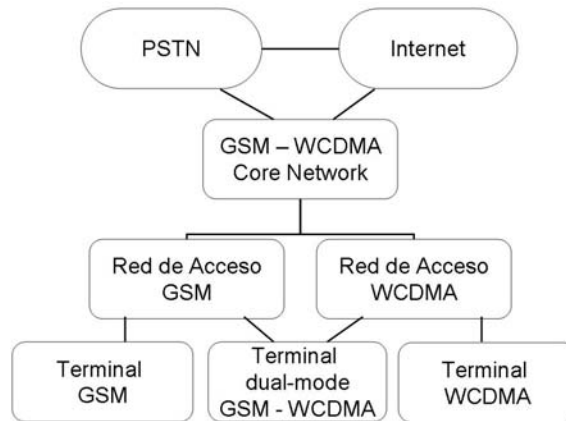 PSTN
Internet
GSM – WCDMA
Core Network
Red de Acceso
GSM
Red de Acceso
WCDMA
Terminal
GSM
Terminal
dual-mode
GSM - WCDMA
Terminal
WCDMA